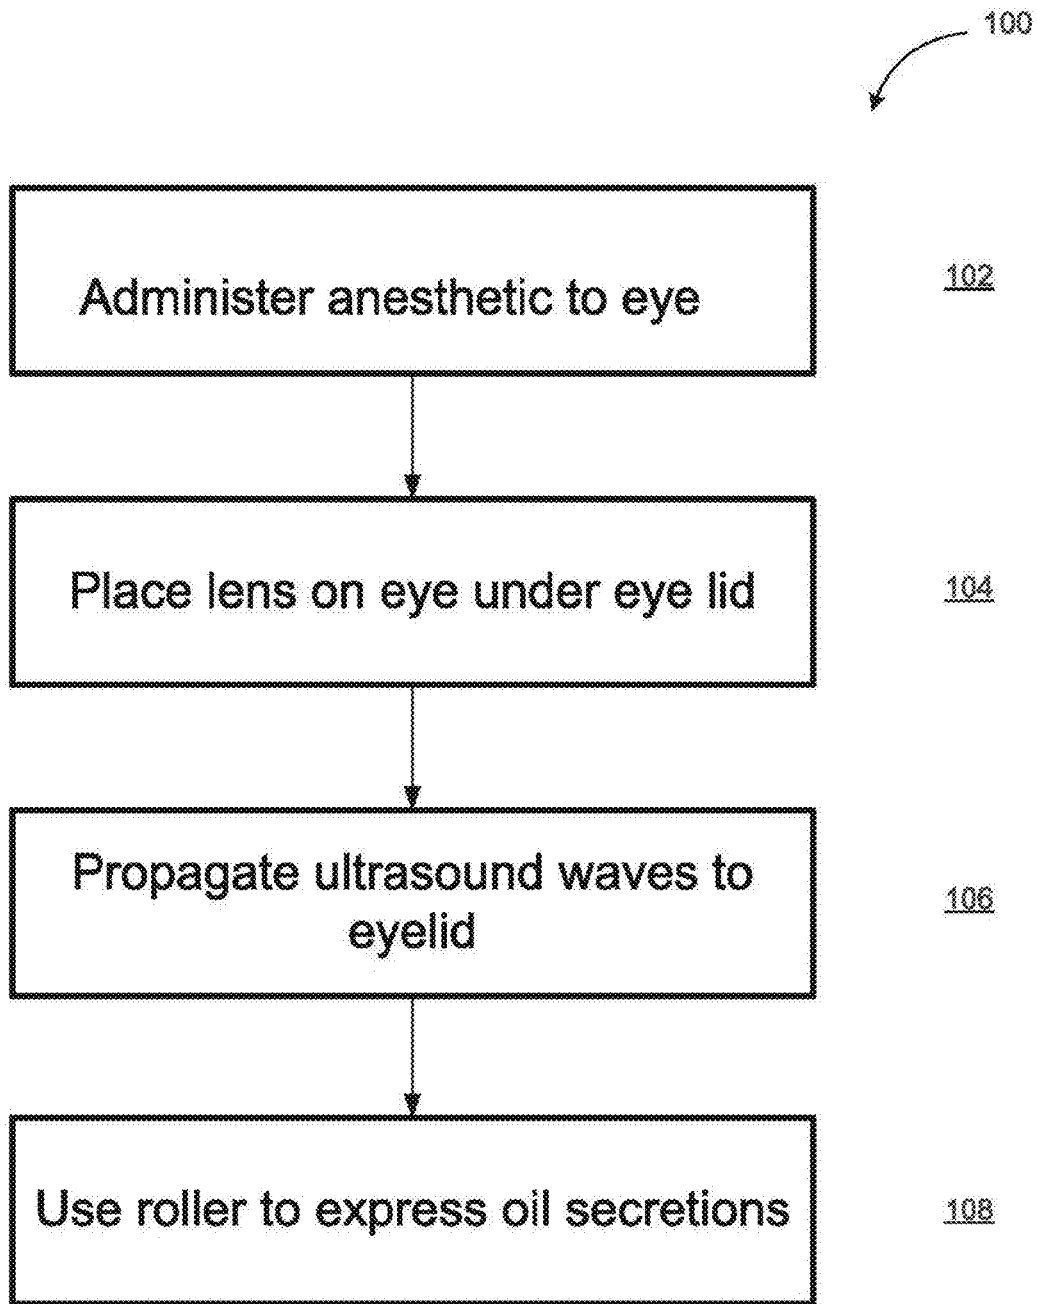 100
Administer anesthetic to eye
102
Place lens on eye under eye lid
104
Propagate ultrasound waves to
eyelid
106
Use roller to express oil secretions
108